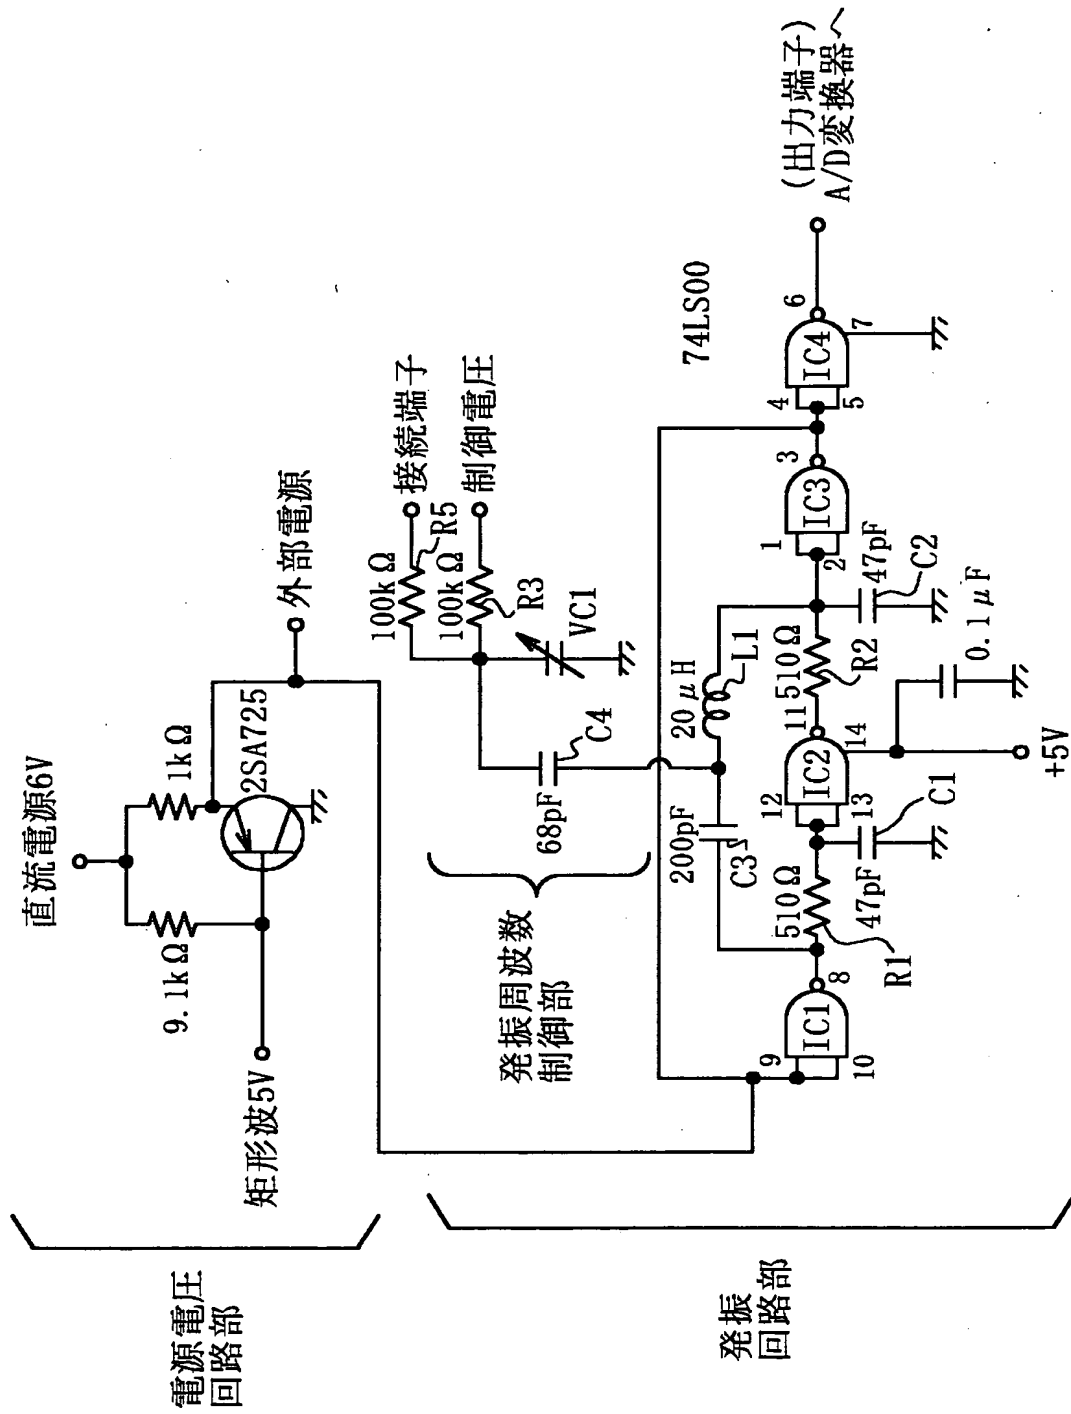 電源電圧
回路部
直流電源6V
9.1kΩ
1kΩ
2SA725
矩形波5V
外部電源
発振周波数
制御部
68pF
C4
100kΩ
R5
接続端子
100kΩ
R3
制御電圧
VC1
発振
回路部
200pF
C3
20μH
L1
74LS00
9
10
IC1
8
510Ω
R1
47pF
C1
12
13
IC2
11
14
510Ω
R2
47pF
C2
0.1μF
+5V
1
2
IC3
3
4
5
IC4
6
7
(出力端子)
A/D変換器へ